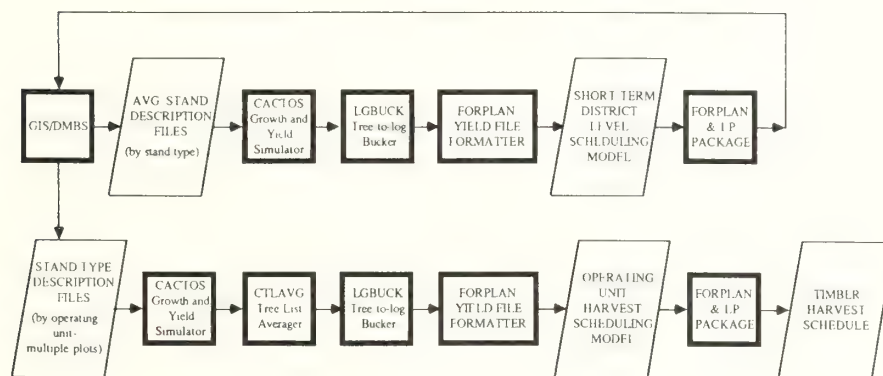 GIS/DMBS
AVG STAND
DESCRIPTION
FILES
(by stand type)
CACTOS
Growth and
Yield
Simulator
LGBUCK
Tree-to-log
Bucker
FORPLAN
YIELD FILE
FORMATTER
SHORT TERM
DISTRICT
LEVEL
SCHEDULING
MODEL
FORPLAN
& LP
PACKAGE
STAND TYPE
DESCRIPTION
FILES
(by operating
unit-
multiple plots)
CACTOS
Growth and
Yield
Simulator
CTLAVG
Tree List
Averager
LGBUCK
Tree to-log
Bucker
FORPLAN
YIELD FILE
FORMATTER
OPERATING
UNIT
HARVEST
SCHEDULING
MODEL
FORPLAN
& LP
PACKAGE
TIMBER
HARVEST
SCHEDULE